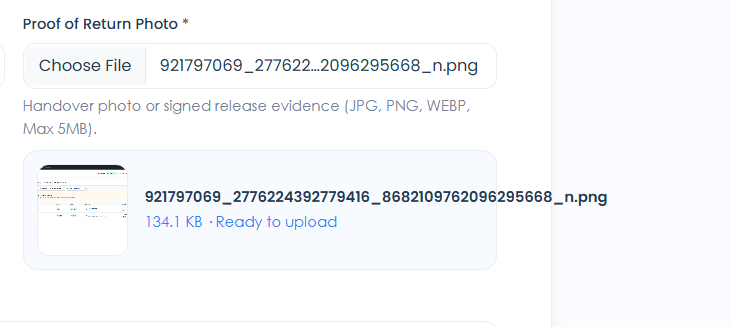 Proof of Return Photo *
Choose File 921797069_277622...2096295668_n.png
Handover photo or signed release evidence (JPG, PNG, WEBP,
Max 5MB).
921797069_2776224392779416_8682109762096295668_n.png
134.1 KB · Ready to upload